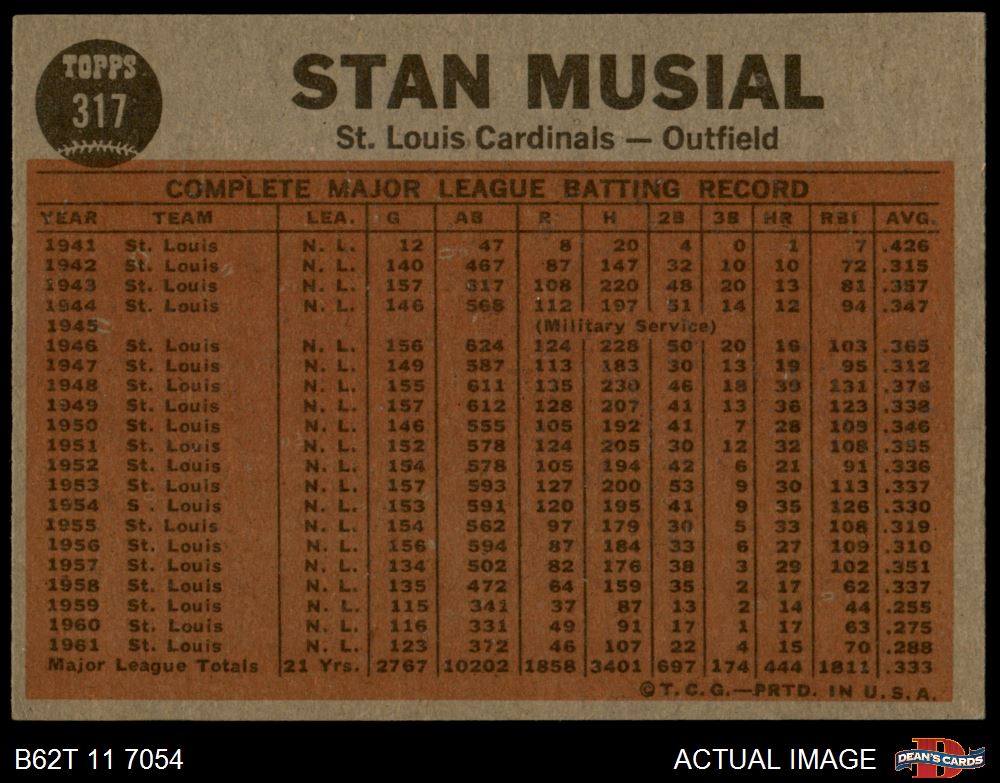 TOPPS
317
STAN MUSIAL
St. Louis Cardinals — Outfield
COMPLETE MAJOR LEAGUE BATTING RECORD
YEAR TEAM LEA. G AB R H 2B 3B HR RBI AVG.
1941 St. Louis N. L. 12 47 8 20 4 0 1 7 .426
1942 St. Louis N. L. 140 467 87 147 32 10 10 72 .315
1943 St. Louis N. L. 157 617 108 220 48 20 13 81 .357
1944 St. Louis N. L. 146 568 112 197 51 14 12 94 .347
1945 (Military Service)
1946 St. Louis N. L. 156 624 124 228 50 20 16 103 .365
1947 St. Louis N. L. 149 587 113 183 30 13 19 95 .312
1948 St. Louis N. L. 155 611 135 230 46 18 39 131 .376
1949 St. Louis N. L. 157 612 128 207 41 13 36 123 .338
1950 St. Louis N. L. 146 555 105 192 41 7 28 109 .346
1951 St. Louis N. L. 152 578 124 205 30 12 32 108 .355
1952 St. Louis N. L. 154 578 105 194 42 6 21 91 .336
1953 St. Louis N. L. 157 593 127 200 53 9 30 113 .337
1954 S . Louis N. L. 153 591 120 195 41 9 35 126 .330
1955 St. Louis N. L. 154 562 97 179 30 5 33 108 .319
1956 St. Louis N. L. 156 594 87 184 33 6 27 109 .310
1957 St. Louis N. L. 134 502 82 176 38 3 29 102 .351
1958 St. Louis N. L. 135 472 64 159 35 2 17 62 .337
1959 St. Louis N. L. 115 341 37 87 13 2 14 44 .255
1960 St. Louis N. L. 116 331 49 91 17 1 17 63 .275
1961 St. Louis N. L. 123 372 46 107 22 4 15 70 .288
Major League Totals 21 Yrs. 2767 10202 1858 3401 697 174 444 1811 .333
©T.C.G.—PRTD. IN U.S.A.
B62T 11 7054 ACTUAL IMAGE D DEAN'S CARDS